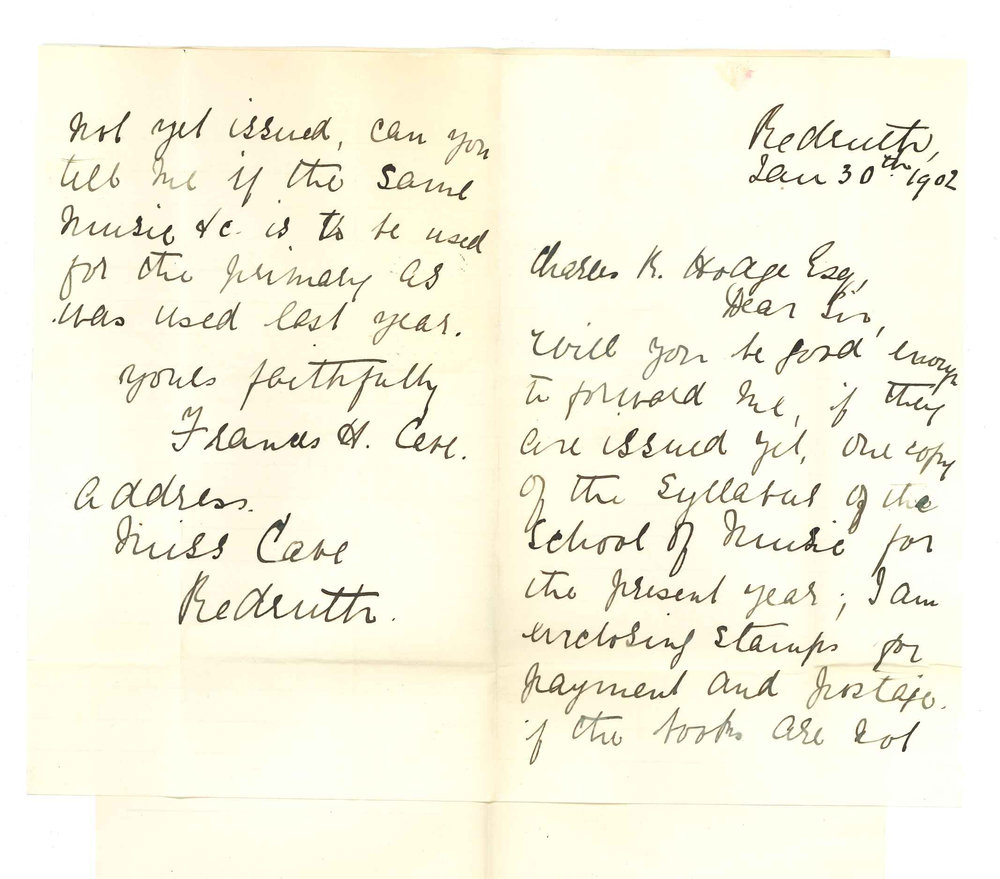 Redruth,
Jan 30th 1902
Charles R. Hodge Esq,
Dear Sir,
Will you be good enough
to forward me, if they
are issued yet, one copy
of the Syllabus of the
School of Music for
the present year; I am
enclosing stamps for
payment and postage.
if the books are not
not yet issued, can you
tell me if the same
Music &c. is to be used
for the primary as
was used last year.
yours faithfully
Frances H. Cave.
address.
Miss Cave
Redruth.